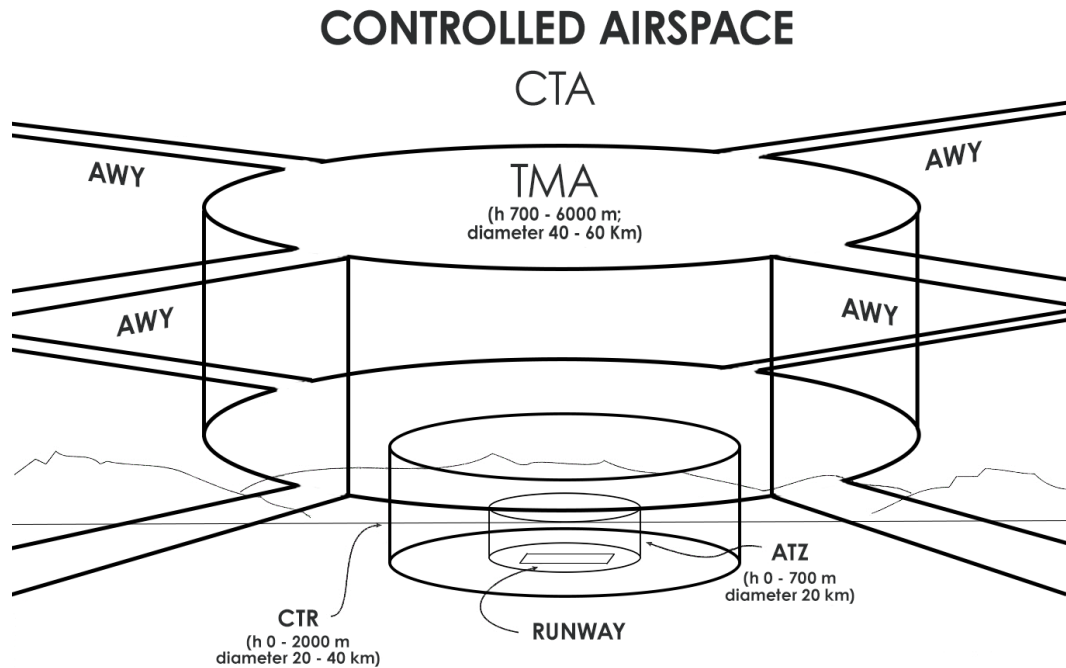 CONTROLLED AIRSPACE
CTA
AWY
AWY
TMA
(h 700 - 6000 m;
diameter 40 - 60 Km)
AWY
AWY
ATZ
(h 0 - 700 m
diameter 20 km)
CTR
(h 0 - 2000 m
diameter 20 - 40 km)
RUNWAY